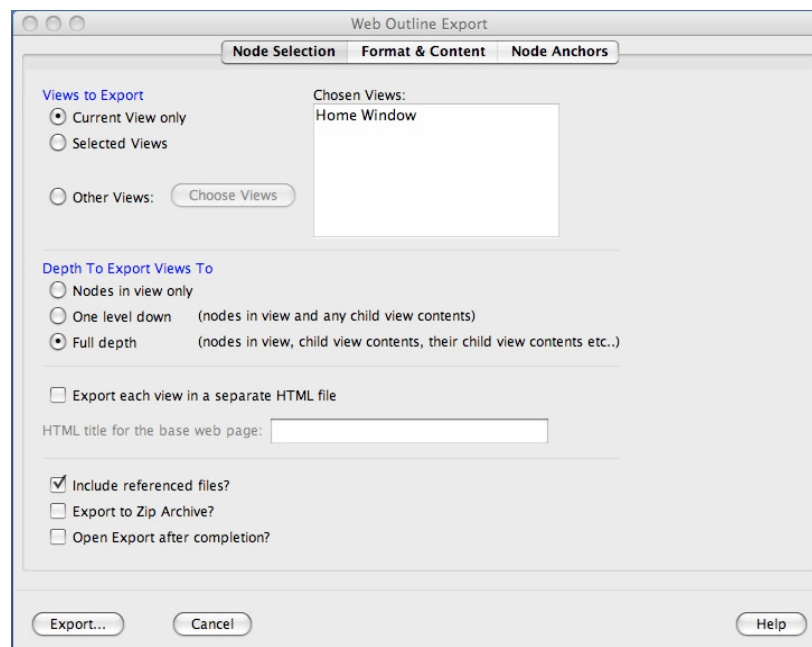 Web Outline Export
Node Selection Format & Content Node Anchors
Views to Export
Current View only
Selected Views
Other Views: Choose Views
Chosen Views:
Home Window
Depth To Export Views To
Nodes in view only
One level down (nodes in view and any child view contents)
Full depth (nodes in view, child view contents, their child view contents etc..)
Export each view in a separate HTML file
HTML title for the base web page:
Include referenced files?
Export to Zip Archive?
Open Export after completion?
Export... Cancel Help